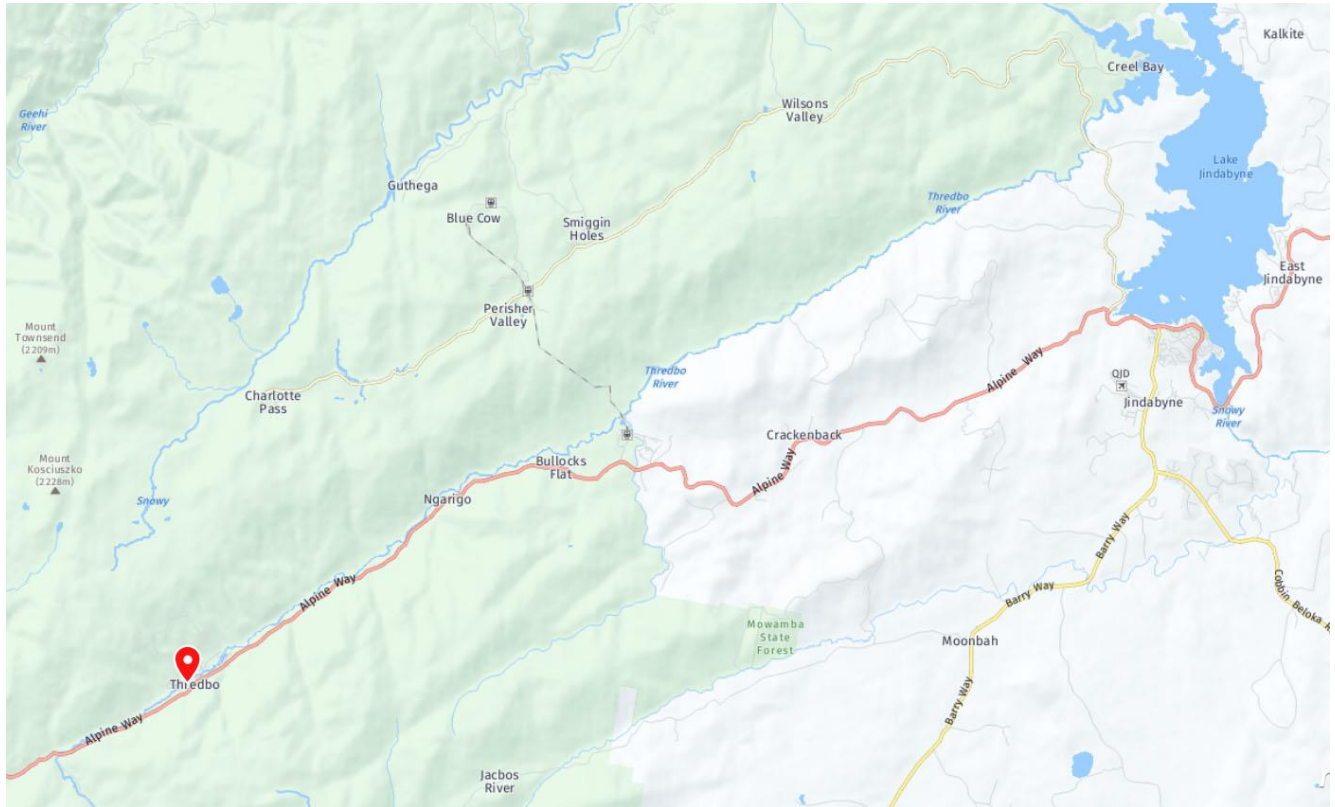 Kalkite
Creel Bay
Geehi
River
Wilsons
Valley
Lake
Jindabyne
Guthega
Thredbo
River
Blue Cow
Smiggin
Holes
East
Jindabyne
Perisher
Valley
Mount
Townsend
(2209m)
Alpine Way
Thredbo
River
QJD
Charlotte
Pass
Jindabyne
Snowy
River
Crackenback
Mount
Kosciuszko
(2228m)
Bullocks
Flat
Alpine Way
Snowy
Ngarigo
Barry Way
Alpine Way
Barry Way
Cobbin Beloka R
Mowamba
State
Forest
Moonbah
Thredbo
Barry Way
Alpine Way
Jacbos
River